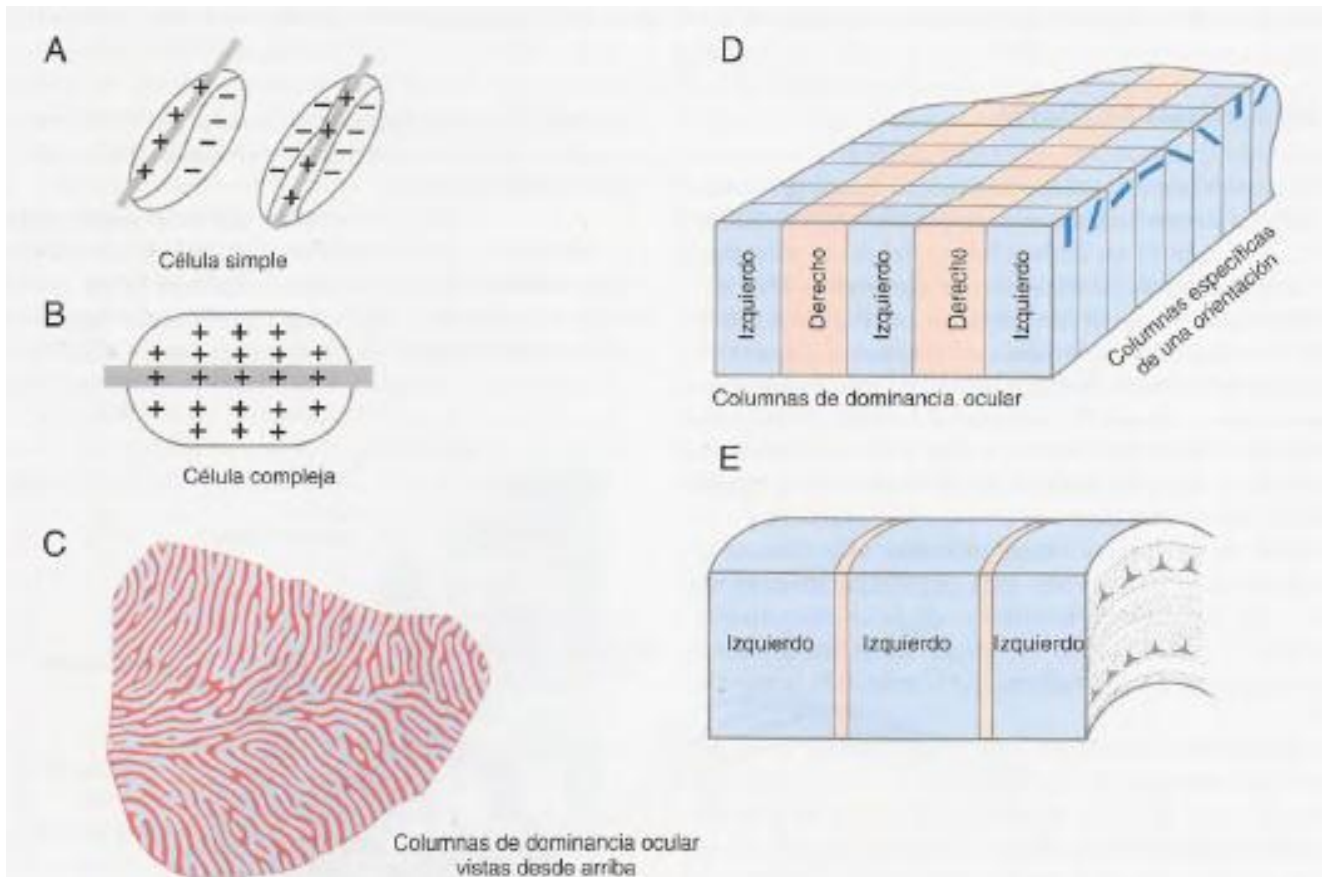 A
Célula simple
B
Célula compleja
C
Columnas de dominancia ocular
vistas desde arriba
D
Izquierdo
Derecho
Izquierdo
Derecho
Izquierdo
Columnas específicas
de una orientación
Columnas de dominancia ocular
E
Izquierdo
Izquierdo
Izquierdo